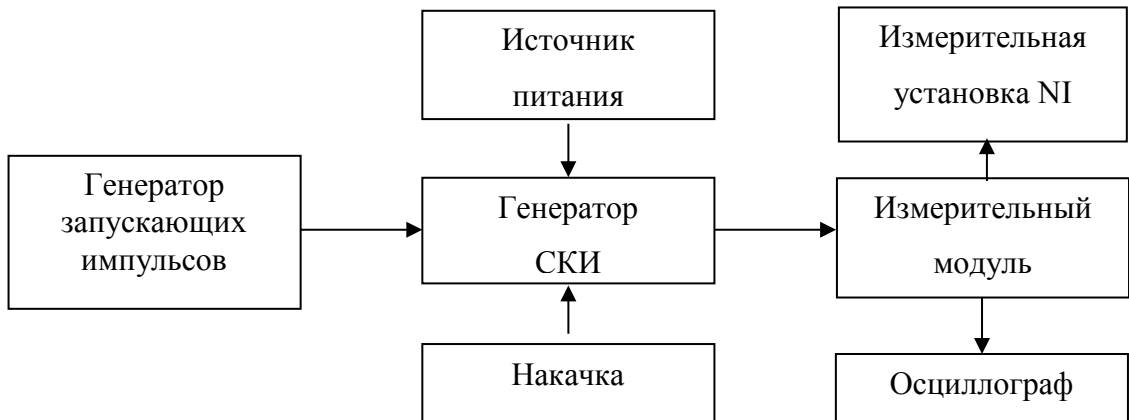 Источник
питания
Измерительная
установка NI
Генератор
запускающих
импульсов
Генератор
СКИ
Измерительный
модуль
Накачка
Осциллограф